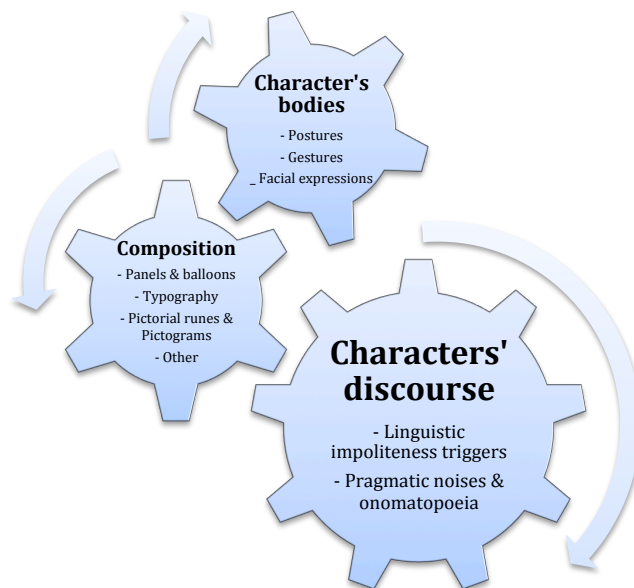 Character's
bodies
- Postures
- Gestures
_ Facial expressions
Composition
- Panels & balloons
- Typography
- Pictorial runes &
Pictograms
- Other
Characters'
discourse
- Linguistic
impoliteness triggers
- Pragmatic noises &
onomatopoeia